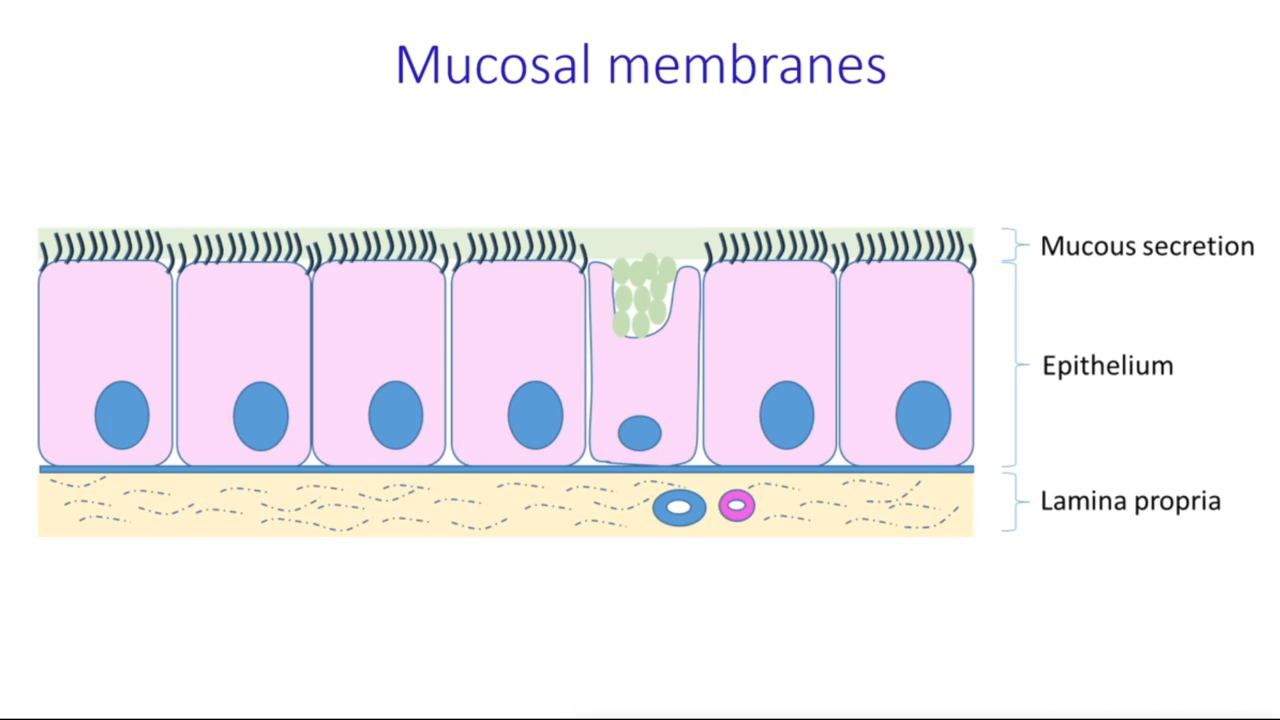 Mucosal membranes
Mucous secretion
Epithelium
Lamina propria